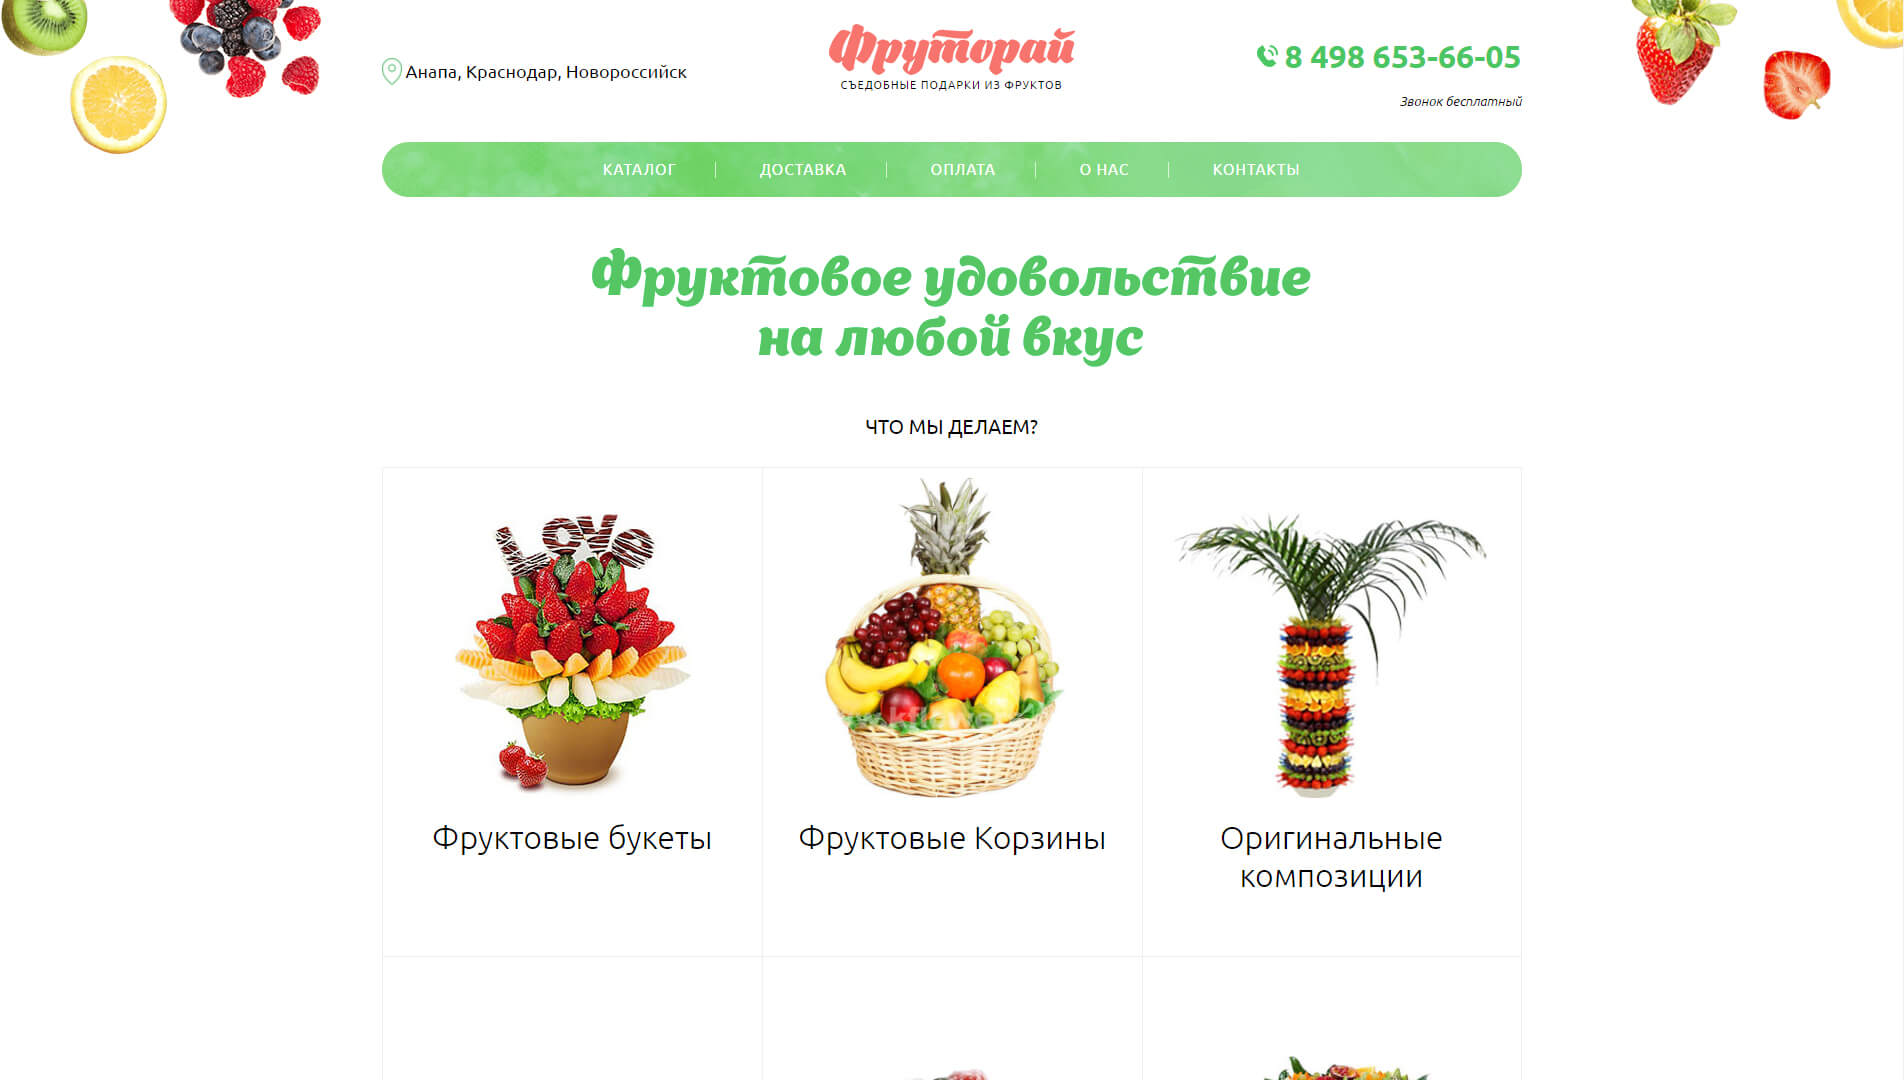 Анапа, Краснодар, Новороссийск
Фруторай
СЪЕДОБНЫЕ ПОДАРКИ ИЗ ФРУКТОВ
8 498 653-66-05
Звонок бесплатный
КАТАЛОГ
ДОСТАВКА
ОПЛАТА
О НАС
КОНТАКТЫ
Фруктовое удовольствие
на любой вкус
ЧТО МЫ ДЕЛАЕМ?
LOVE
Фруктовые букеты
Фруктовые Корзины
Оригинальные
композиции